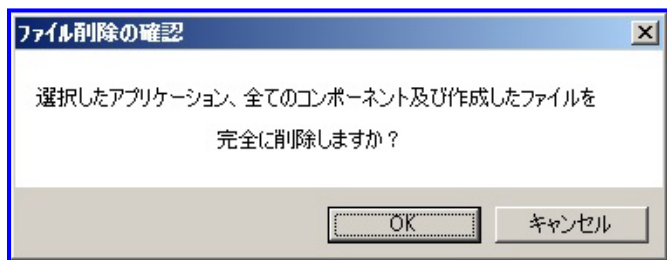 ファイル削除の確認
選択したアプリケーション、全てのコンポーネント及び作成したファイルを
完全に削除しますか？
OK
キャンセル